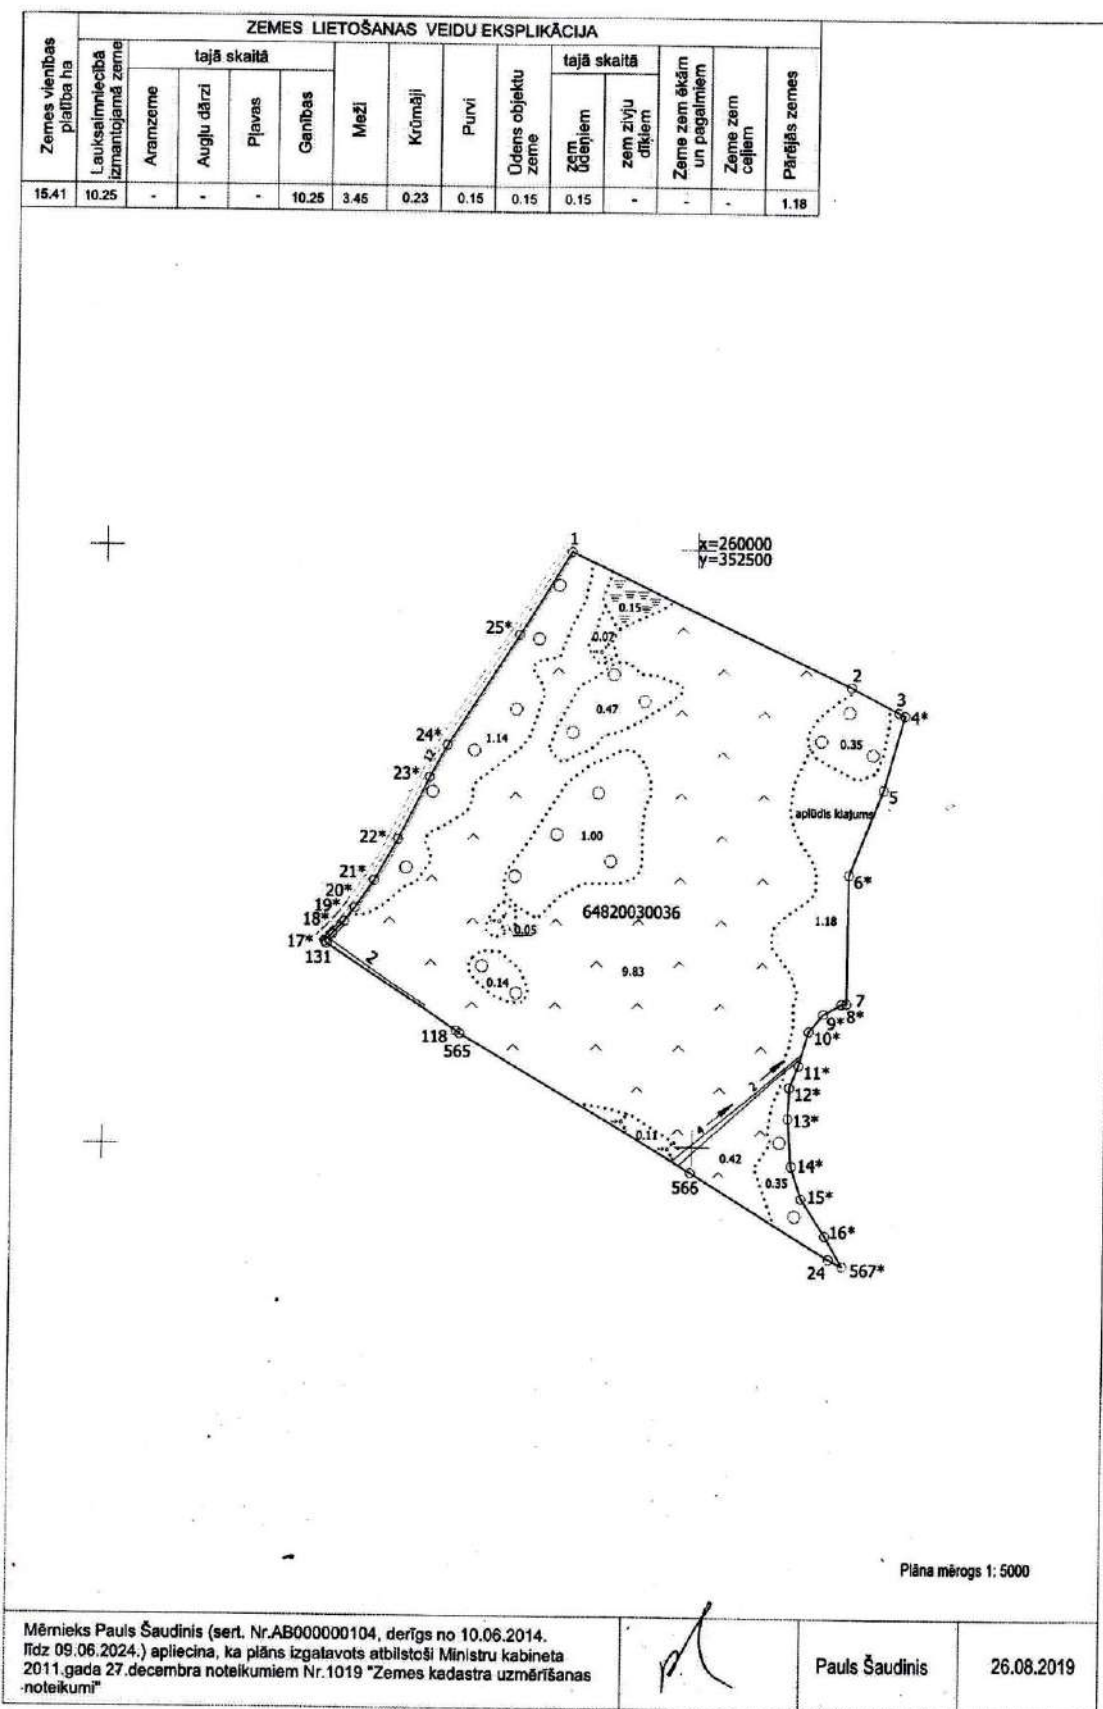 ZEMES LIETOŠANAS VEIDU EKSPLIKĀCIJA
Zemes vienības platība ha
Lauksaimniecībā izmantojamā zeme
tajā skaitā
Aramzeme
Augļu dārzi
Pļavas
Ganības
Meži
Krūmāji
Purvi
Ūdens objektu zeme
tajā skaitā
zem ūdeņiem
zem zivju dīķiem
Zeme zem ēkām un pagalmiem
Zeme zem ceļiem
Pārējās zemes
15.41 10.25 - - - 10.25 3.45 0.23 0.15 0.15 0.15 - - - 1.18
1
x=260000
y=352500
0.15
25*
0.07
2
3
4*
0.47
24*
1.14
0.35
12
23*
5
aplūdis klajums
22*
1.00
21*
6*
20*
19*
64820030036
18*
1.18
17*
0.05
131
2
9.83
0.14
7
8*
9*
118
10*
565
11*
2
12*
13*
0.11
0.42
14*
566
0.35
15*
16*
24
567*
Plāna mērogs 1: 5000
Mērnieks Pauls Šaudinis (sert. Nr.AB000000104, derīgs no 10.06.2014.
līdz 09.06.2024.) apliecina, ka plāns izgatavots atbilstoši Ministru kabineta
2011.gada 27.decembra noteikumiem Nr.1019 "Zemes kadastra uzmērīšanas
noteikumi"
Pauls Šaudinis
26.08.2019